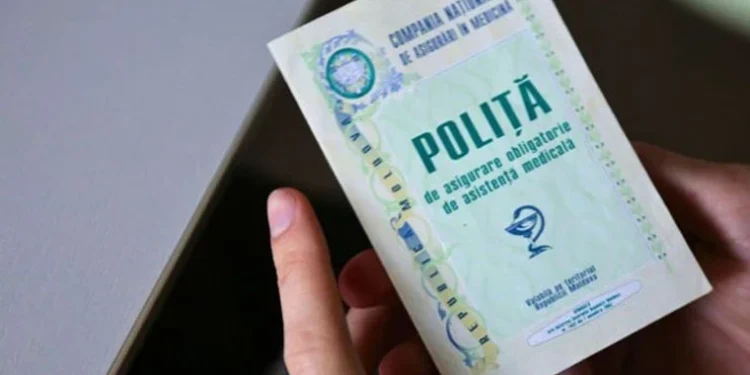 COMPANIA NAȚIONALĂ
DE ASIGURĂRI ÎN MEDICINĂ
POLIȚĂ
de asigurare obligatorie
de asistență medicală
Valabilă pe teritoriul
Republicii Moldova
REPUBLICA MOLDOVA